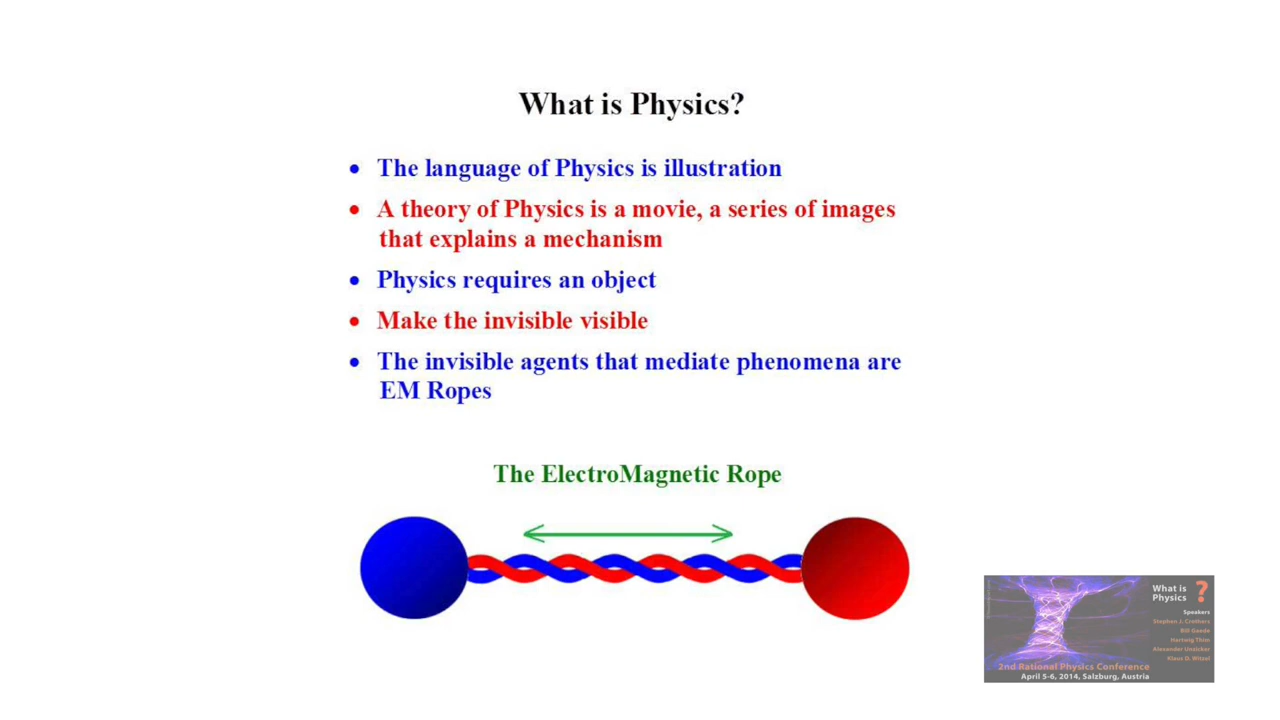 What is Physics?
• The language of Physics is illustration
• A theory of Physics is a movie, a series of images
that explains a mechanism
• Physics requires an object
• Make the invisible visible
• The invisible agents that mediate phenomena are
EM Ropes
The ElectroMagnetic Rope
What is
Physics ?
Speakers
Stephen J. Crothers
Bill Gaede
Hartwig Thim
Alexander Unzicker
Klaus D. Witzel
2nd Rational Physics Conference
April 5-6, 2014, Salzburg, Austria